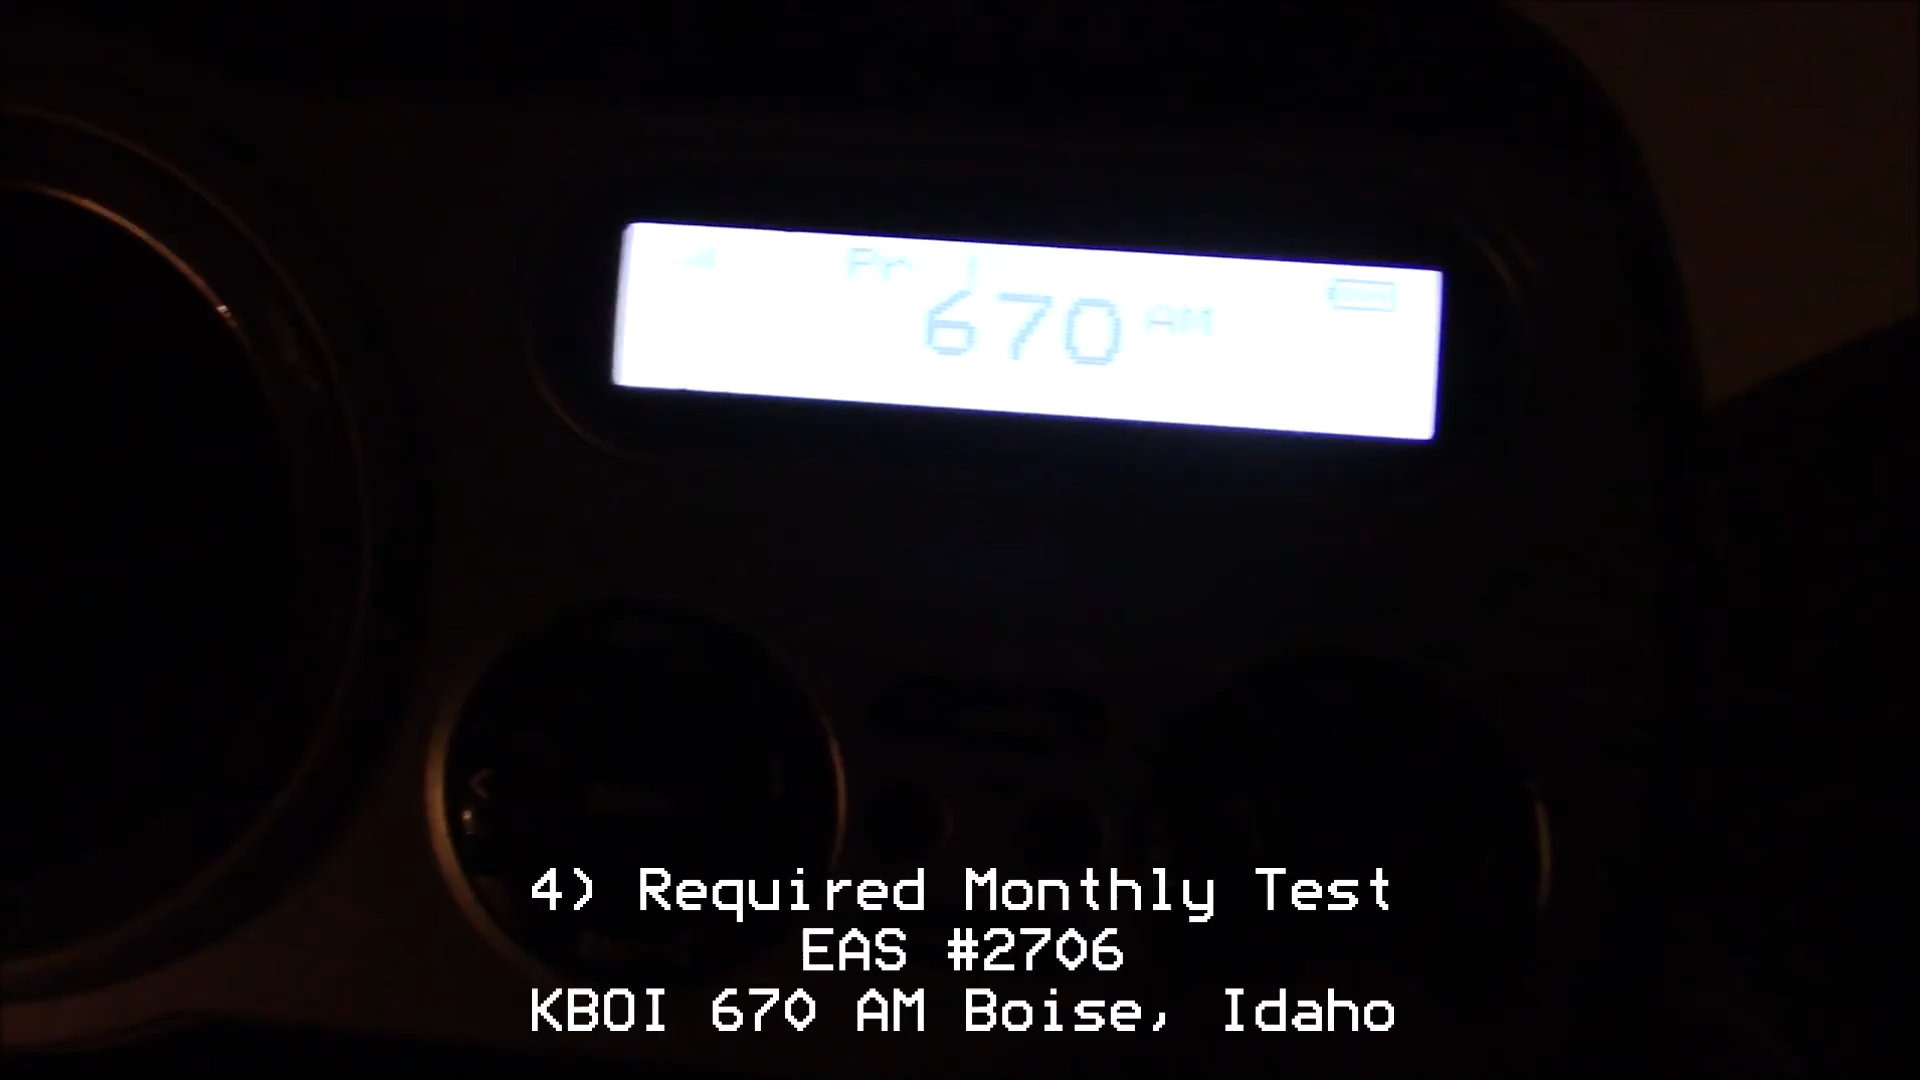 670 AM
4) Required Monthly Test
EAS #2706
KBOI 670 AM Boise, Idaho